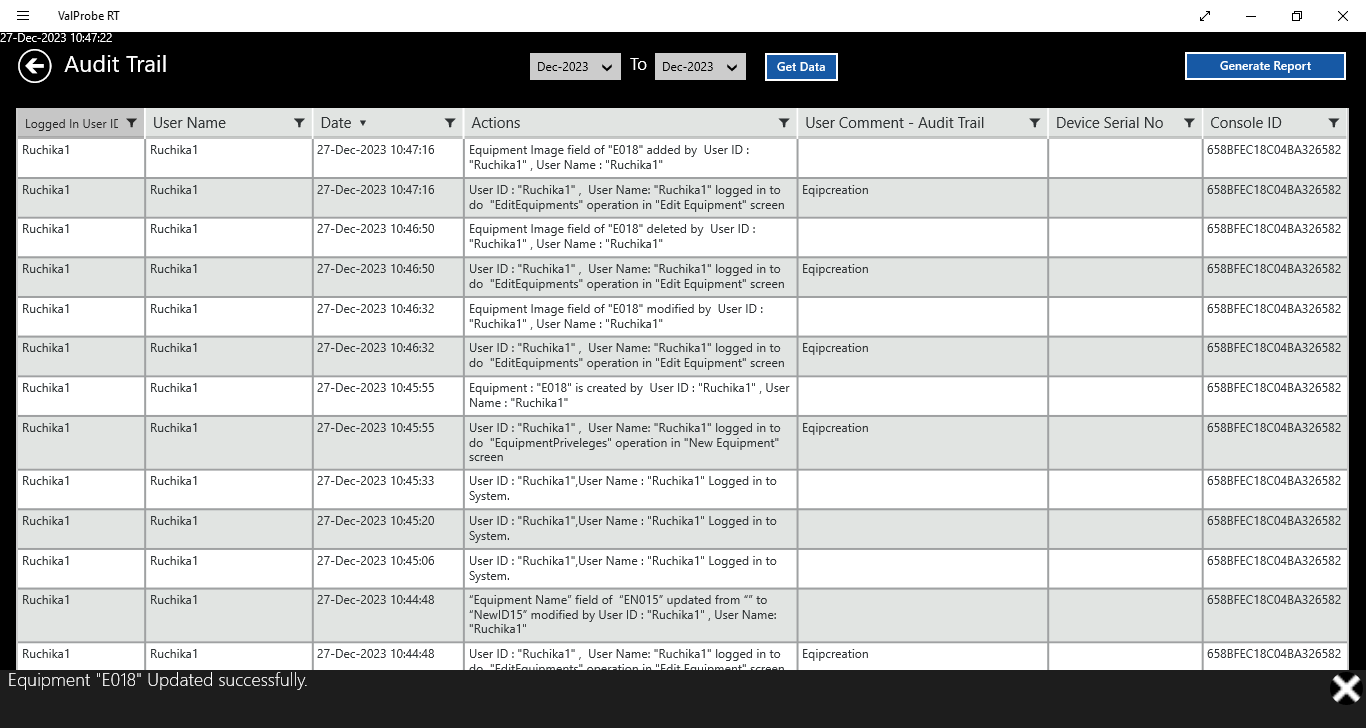 ValProbe RT
27-Dec-2023 10:47:22
Audit Trail
Dec-2023 To Dec-2023 Get Data Generate Report
Logged In User ID User Name Date Actions User Comment - Audit Trail Device Serial No Console ID
Ruchika1 Ruchika1 27-Dec-2023 10:47:16 Equipment Image field of "E018" added by User ID : 658BFEC18C04BA326582
"Ruchika1" , User Name : "Ruchika1"
Ruchika1 Ruchika1 27-Dec-2023 10:47:16 User ID : "Ruchika1" , User Name: "Ruchika1" logged in to Eqipcreation 658BFEC18C04BA326582
do "EditEquipments" operation in "Edit Equipment" screen
Ruchika1 Ruchika1 27-Dec-2023 10:46:50 Equipment Image field of "E018" deleted by User ID : 658BFEC18C04BA326582
"Ruchika1" , User Name : "Ruchika1"
Ruchika1 Ruchika1 27-Dec-2023 10:46:50 User ID : "Ruchika1" , User Name: "Ruchika1" logged in to Eqipcreation 658BFEC18C04BA326582
do "EditEquipments" operation in "Edit Equipment" screen
Ruchika1 Ruchika1 27-Dec-2023 10:46:32 Equipment Image field of "E018" modified by User ID : 658BFEC18C04BA326582
"Ruchika1" , User Name : "Ruchika1"
Ruchika1 Ruchika1 27-Dec-2023 10:46:32 User ID : "Ruchika1" , User Name: "Ruchika1" logged in to Eqipcreation 658BFEC18C04BA326582
do "EditEquipments" operation in "Edit Equipment" screen
Ruchika1 Ruchika1 27-Dec-2023 10:45:55 Equipment : "E018" is created by User ID : "Ruchika1" , User 658BFEC18C04BA326582
Name : "Ruchika1"
Ruchika1 Ruchika1 27-Dec-2023 10:45:55 User ID : "Ruchika1" , User Name: "Ruchika1" logged in to Eqipcreation 658BFEC18C04BA326582
do "EquipmentPriveleges" operation in "New Equipment"
screen
Ruchika1 Ruchika1 27-Dec-2023 10:45:33 User ID : "Ruchika1",User Name : "Ruchika1" Logged in to 658BFEC18C04BA326582
System.
Ruchika1 Ruchika1 27-Dec-2023 10:45:20 User ID : "Ruchika1",User Name : "Ruchika1" Logged in to 658BFEC18C04BA326582
System.
Ruchika1 Ruchika1 27-Dec-2023 10:45:06 User ID : "Ruchika1",User Name : "Ruchika1" Logged in to 658BFEC18C04BA326582
System.
Ruchika1 Ruchika1 27-Dec-2023 10:44:48 “Equipment Name” field of “EN015” updated from “” to 658BFEC18C04BA326582
“NewID15” modified by User ID : "Ruchika1" , User Name:
"Ruchika1"
Ruchika1 Ruchika1 27-Dec-2023 10:44:48 User ID : "Ruchika1" , User Name: "Ruchika1" logged in to Eqipcreation 658BFEC18C04BA326582
do "EditEquipments" operation in "Edit Equipment" screen
Equipment "E018" Updated successfully.